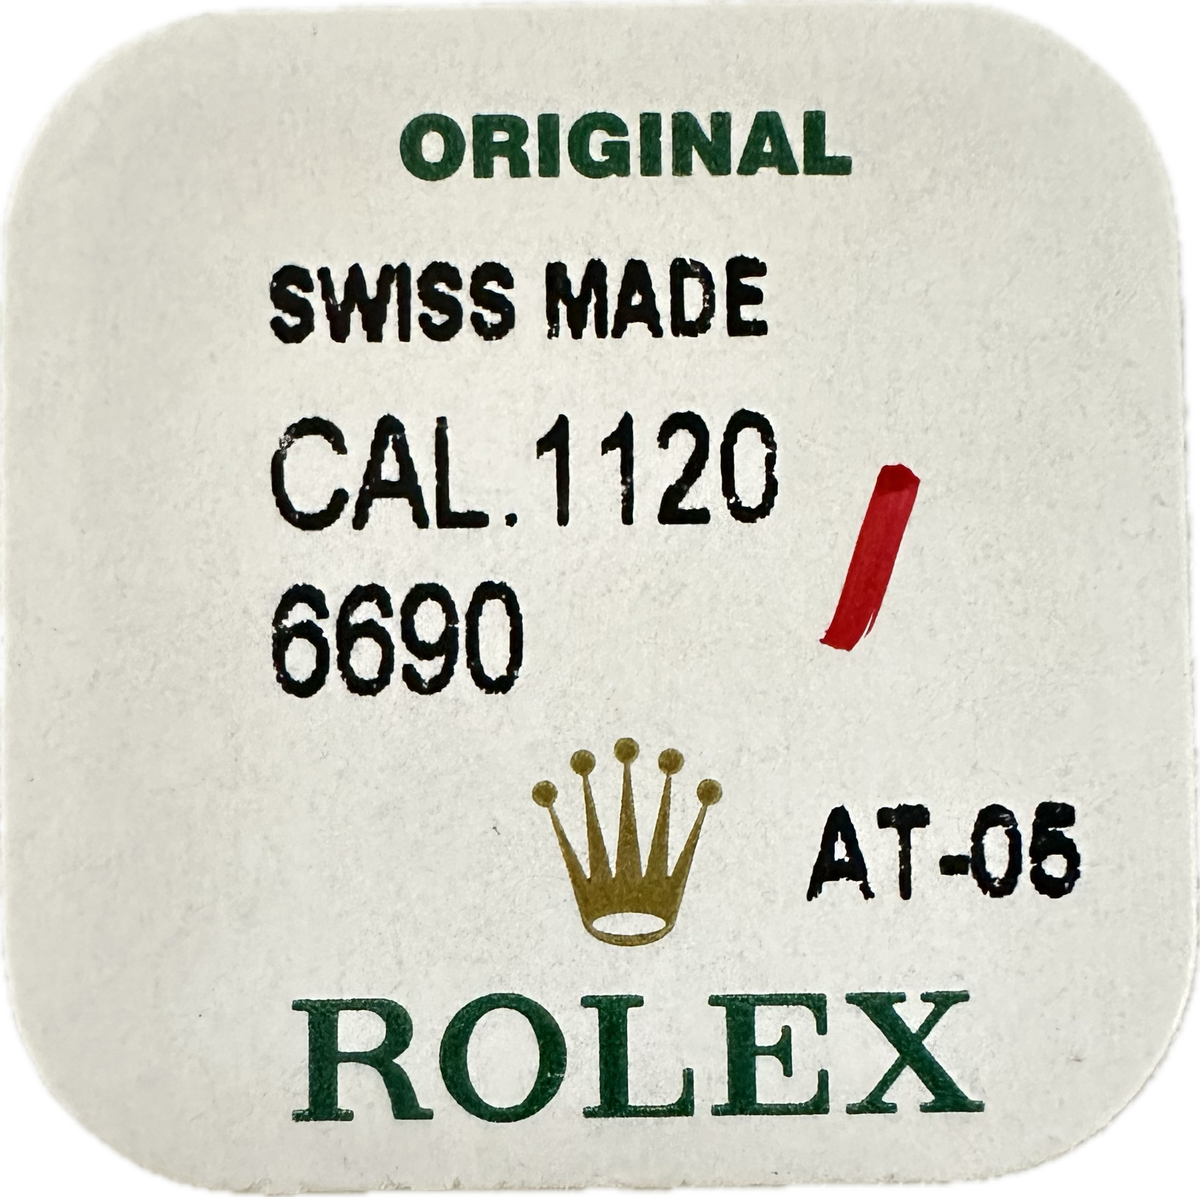 ORIGINAL
SWISS MADE
CAL.1120
6690
AT-05
ROLEX